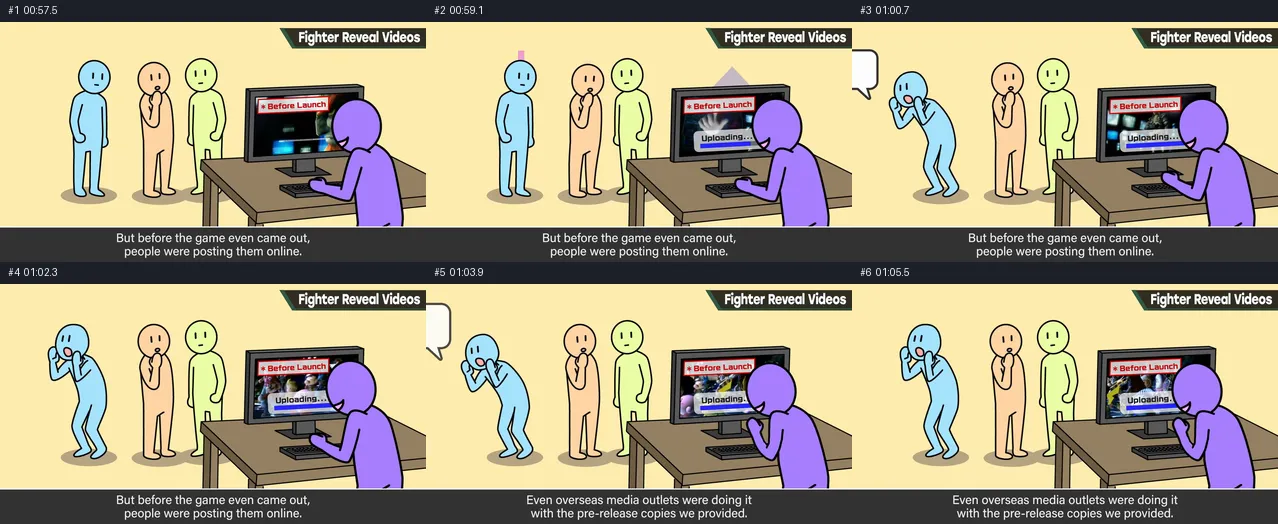 #1 00:57.5
Fighter Reveal Videos
* Before Launch
But before the game even came out,
people were posting them online.
#2 00:59.1
Fighter Reveal Videos
* Before Launch
Uploading...
But before the game even came out,
people were posting them online.
#3 01:00.7
Fighter Reveal Videos
* Before Launch
Uploading...
But before the game even came out,
people were posting them online.
#4 01:02.3
Fighter Reveal Videos
* Before Launch
Uploading...
But before the game even came out,
people were posting them online.
#5 01:03.9
Fighter Reveal Videos
* Before Launch
Uploading.
Even overseas media outlets were doing it
with the pre-release copies we provided.
#6 01:05.5
Fighter Reveal Videos
* Before Launch
Uploading.
Even overseas media outlets were doing it
with the pre-release copies we provided.